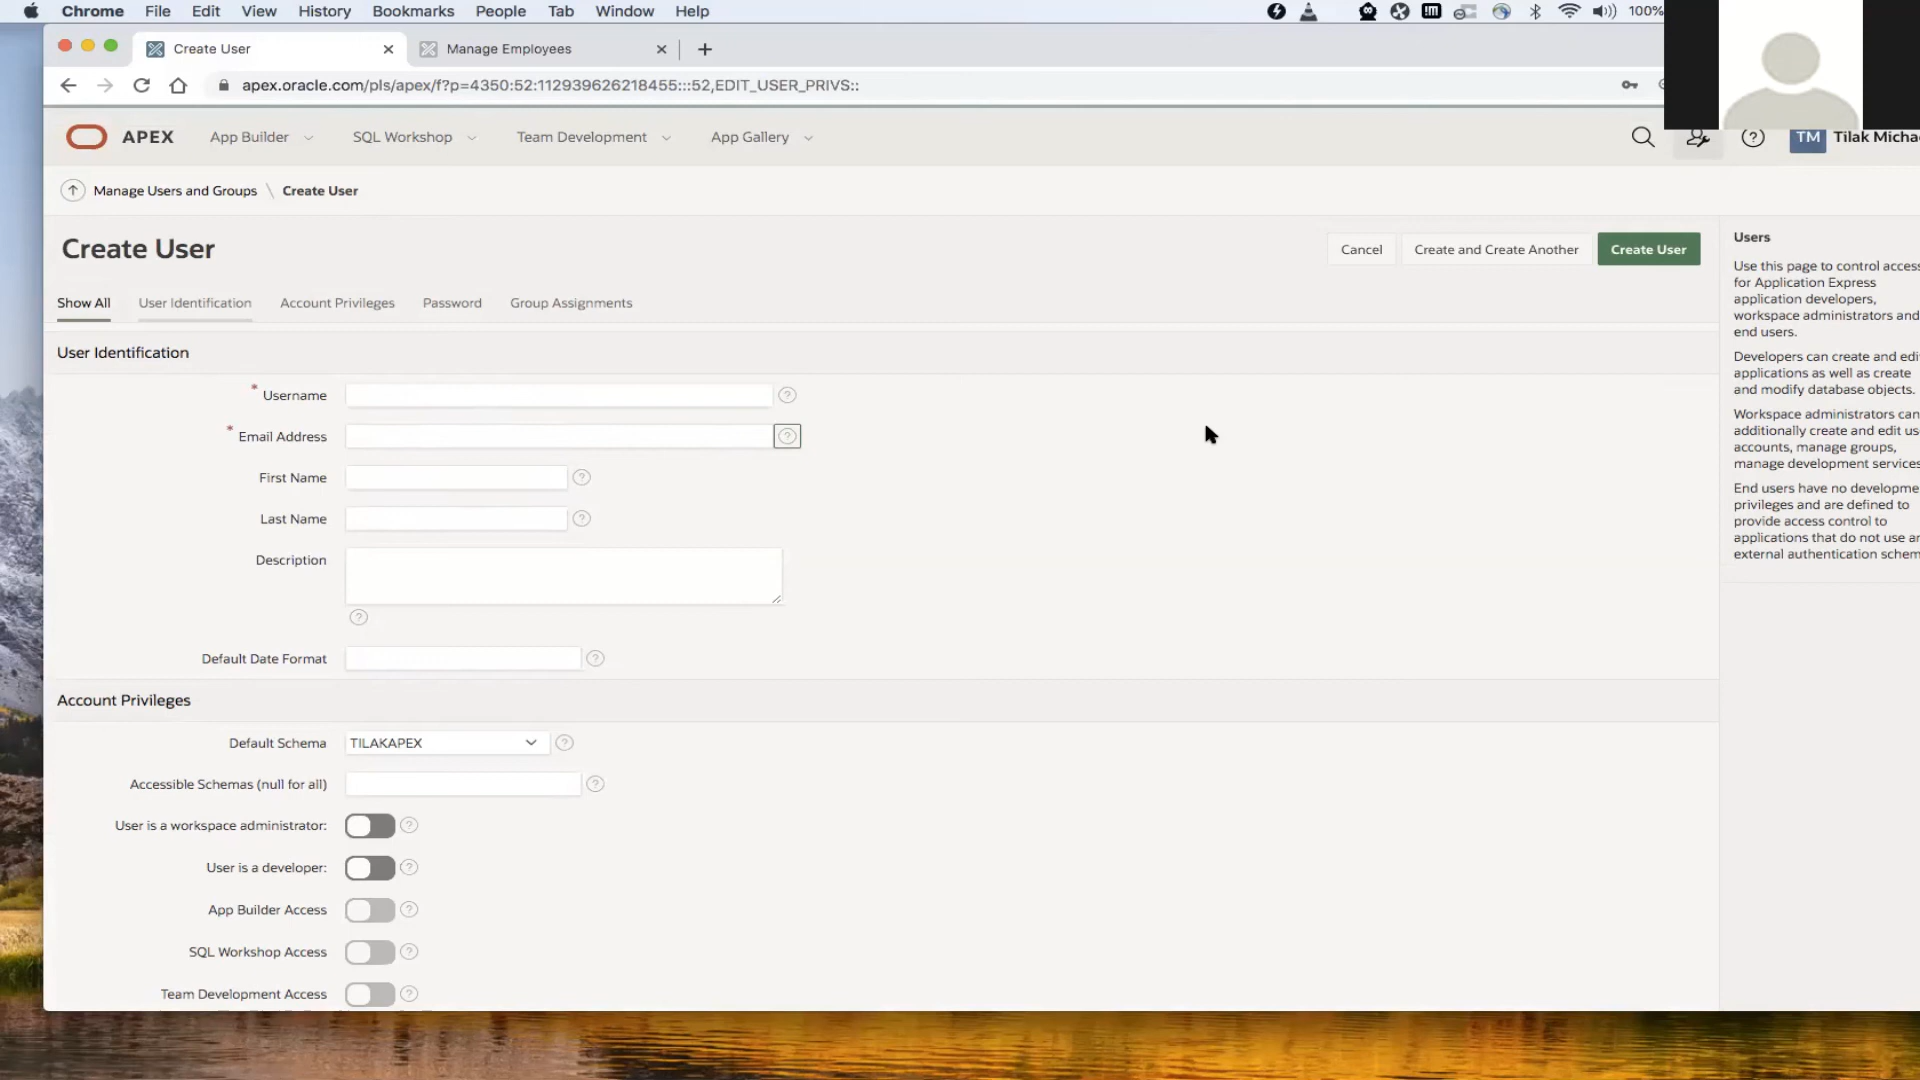 Chrome File Edit View History Bookmarks People Tab Window Help 100%
Create User Manage Employees
apex.oracle.com/pls/apex/f?p=4350:52:112939626218455:::52,EDIT_USER_PRIVS::
APEX App Builder SQL Workshop Team Development App Gallery TM Tilak Michae
Manage Users and Groups \ Create User
Create User
Cancel Create and Create Another Create User
Show All User Identification Account Privileges Password Group Assignments
User Identification
* Username
* Email Address
First Name
Last Name
Description
Default Date Format
Account Privileges
Default Schema TILAKAPEX
Accessible Schemas (null for all)
User is a workspace administrator:
User is a developer:
App Builder Access
SQL Workshop Access
Team Development Access
Users
Use this page to control access
for Application Express
application developers,
workspace administrators and
end users.
Developers can create and edit
applications as well as create
and modify database objects.
Workspace administrators can
additionally create and edit us
accounts, manage groups,
manage development services
End users have no developme
privileges and are defined to
provide access control to
applications that do not use an
external authentication schem